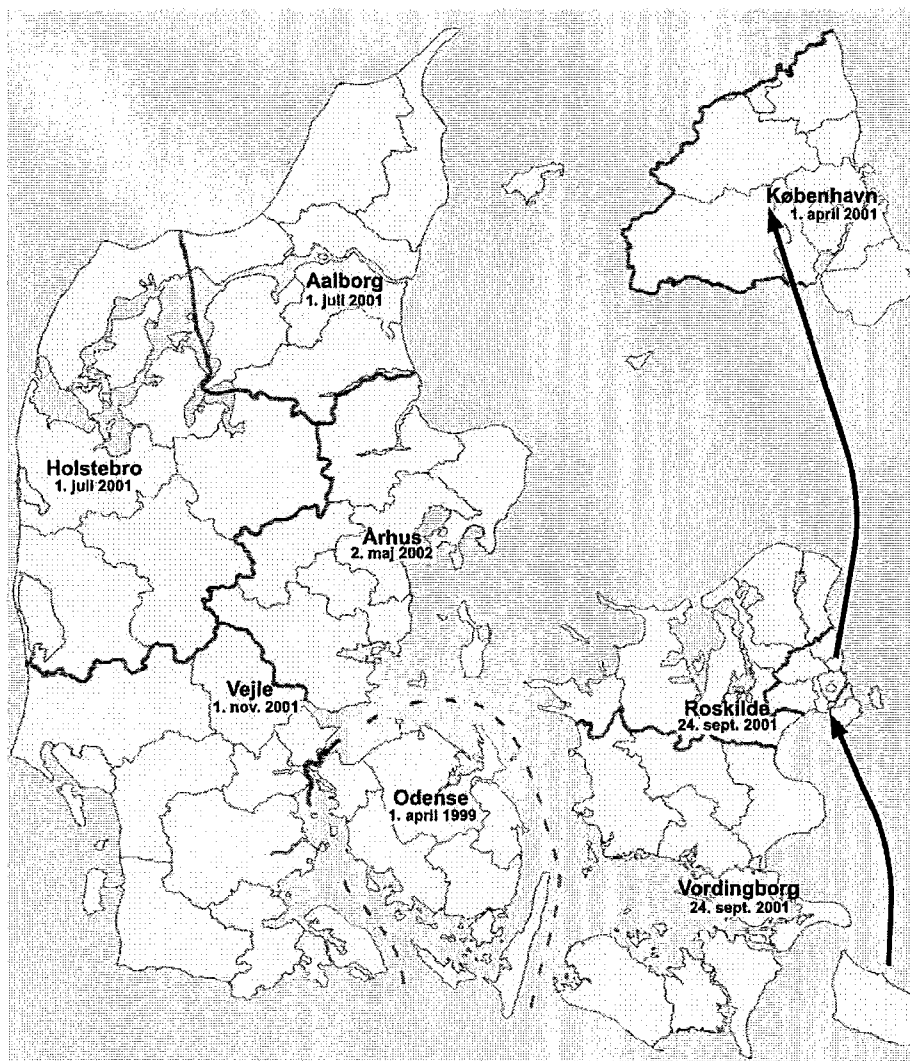 København
1. april 2001
Aalborg
1. juli 2001
Holstebro
1. juli 2001
Århus
2. maj 2002
Vejle
1. nov. 2001
Roskilde
24. sept. 2001
Odense
1. april 1999
Vordingborg
24. sept. 2001